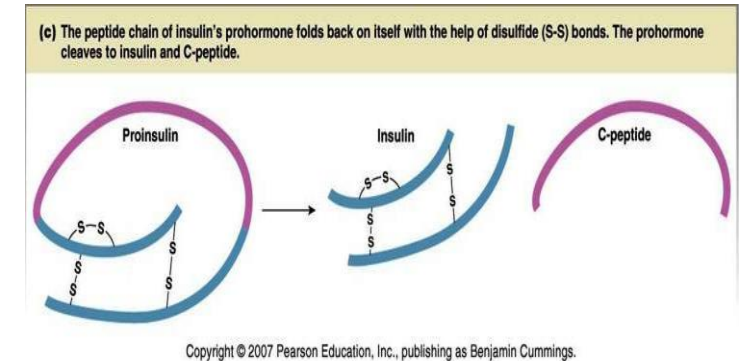 (c) The peptide chain of insulin's prohormone folds back on itself with the help of disulfide (S-S) bonds. The prohormone
cleaves to insulin and C-peptide.
Proinsulin
Insulin
C-peptide
S-S
S
S
S
S
S-S
S
S
S
S
Copyright © 2007 Pearson Education, Inc., publishing as Benjamin Cummings.